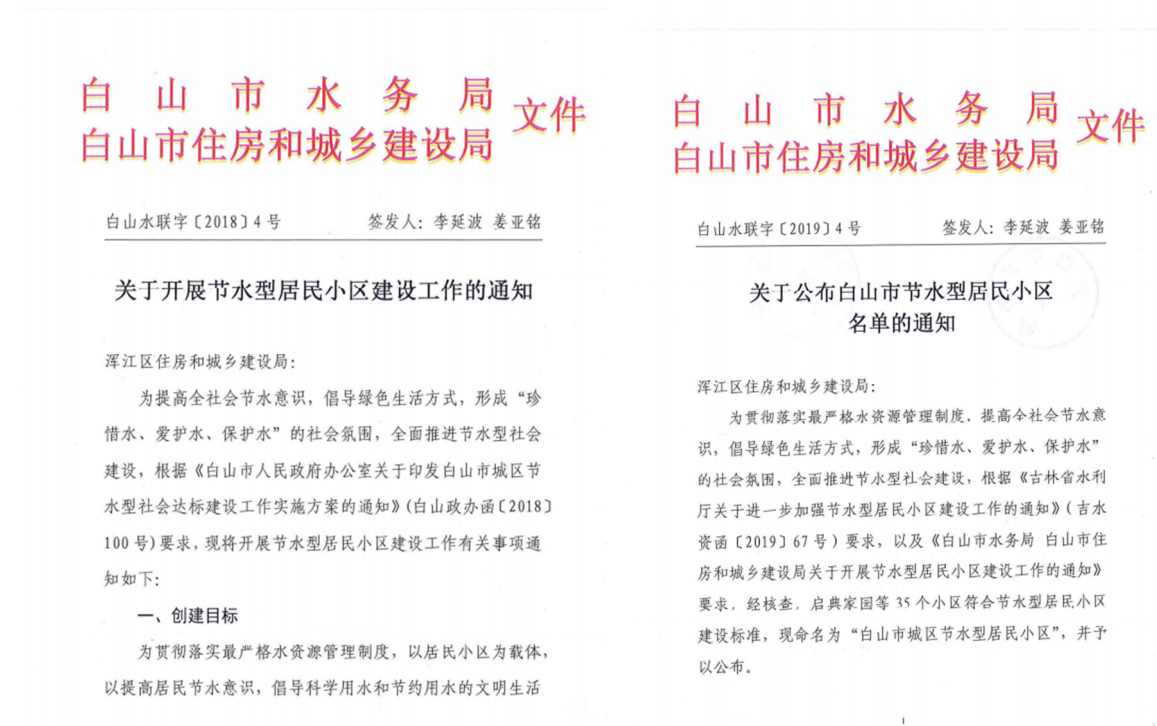 白山市水务局
白山市住房和城乡建设局
文件
白山水联字〔2018〕4号 签发人：李延波 姜亚铭
关于开展节水型居民小区建设工作的通知
浑江区住房和城乡建设局：
为提高全社会节水意识，倡导绿色生活方式，形成“珍
惜水、爱护水、保护水”的社会氛围，全面推进节水型社会
建设，根据《白山市人民政府办公室关于印发白山市城区节
水型社会达标建设工作实施方案的通知》(白山政办函〔2018〕
100号)要求，现将开展节水型居民小区建设工作有关事项通
知如下：
一、创建目标
为贯彻落实最严格水资源管理制度，以居民小区为载体，
以提高居民节水意识，倡导科学用水和节约用水的文明生活
白山市水务局
白山市住房和城乡建设局
文件
白山水联字〔2019〕4号 签发人：李延波 姜亚铭
关于公布白山市节水型居民小区
名单的通知
浑江区住房和城乡建设局：
为贯彻落实最严格水资源管理制度，提高全社会节水意
识，倡导绿色生活方式，形成“珍惜水、爱护水、保护水”
的社会氛围，全面推进节水型社会建设，根据《吉林省水利
厅关于进一步加强节水型居民小区建设工作的通知》（吉水
资函〔2019〕67号）要求，以及《白山市水务局 白山市住
房和城乡建设局关于开展节水型居民小区建设工作的通知》
要求，经核查，启典家园等35个小区符合节水型居民小区
建设标准，现命名为“白山市城区节水型居民小区”，并予
以公布。
1